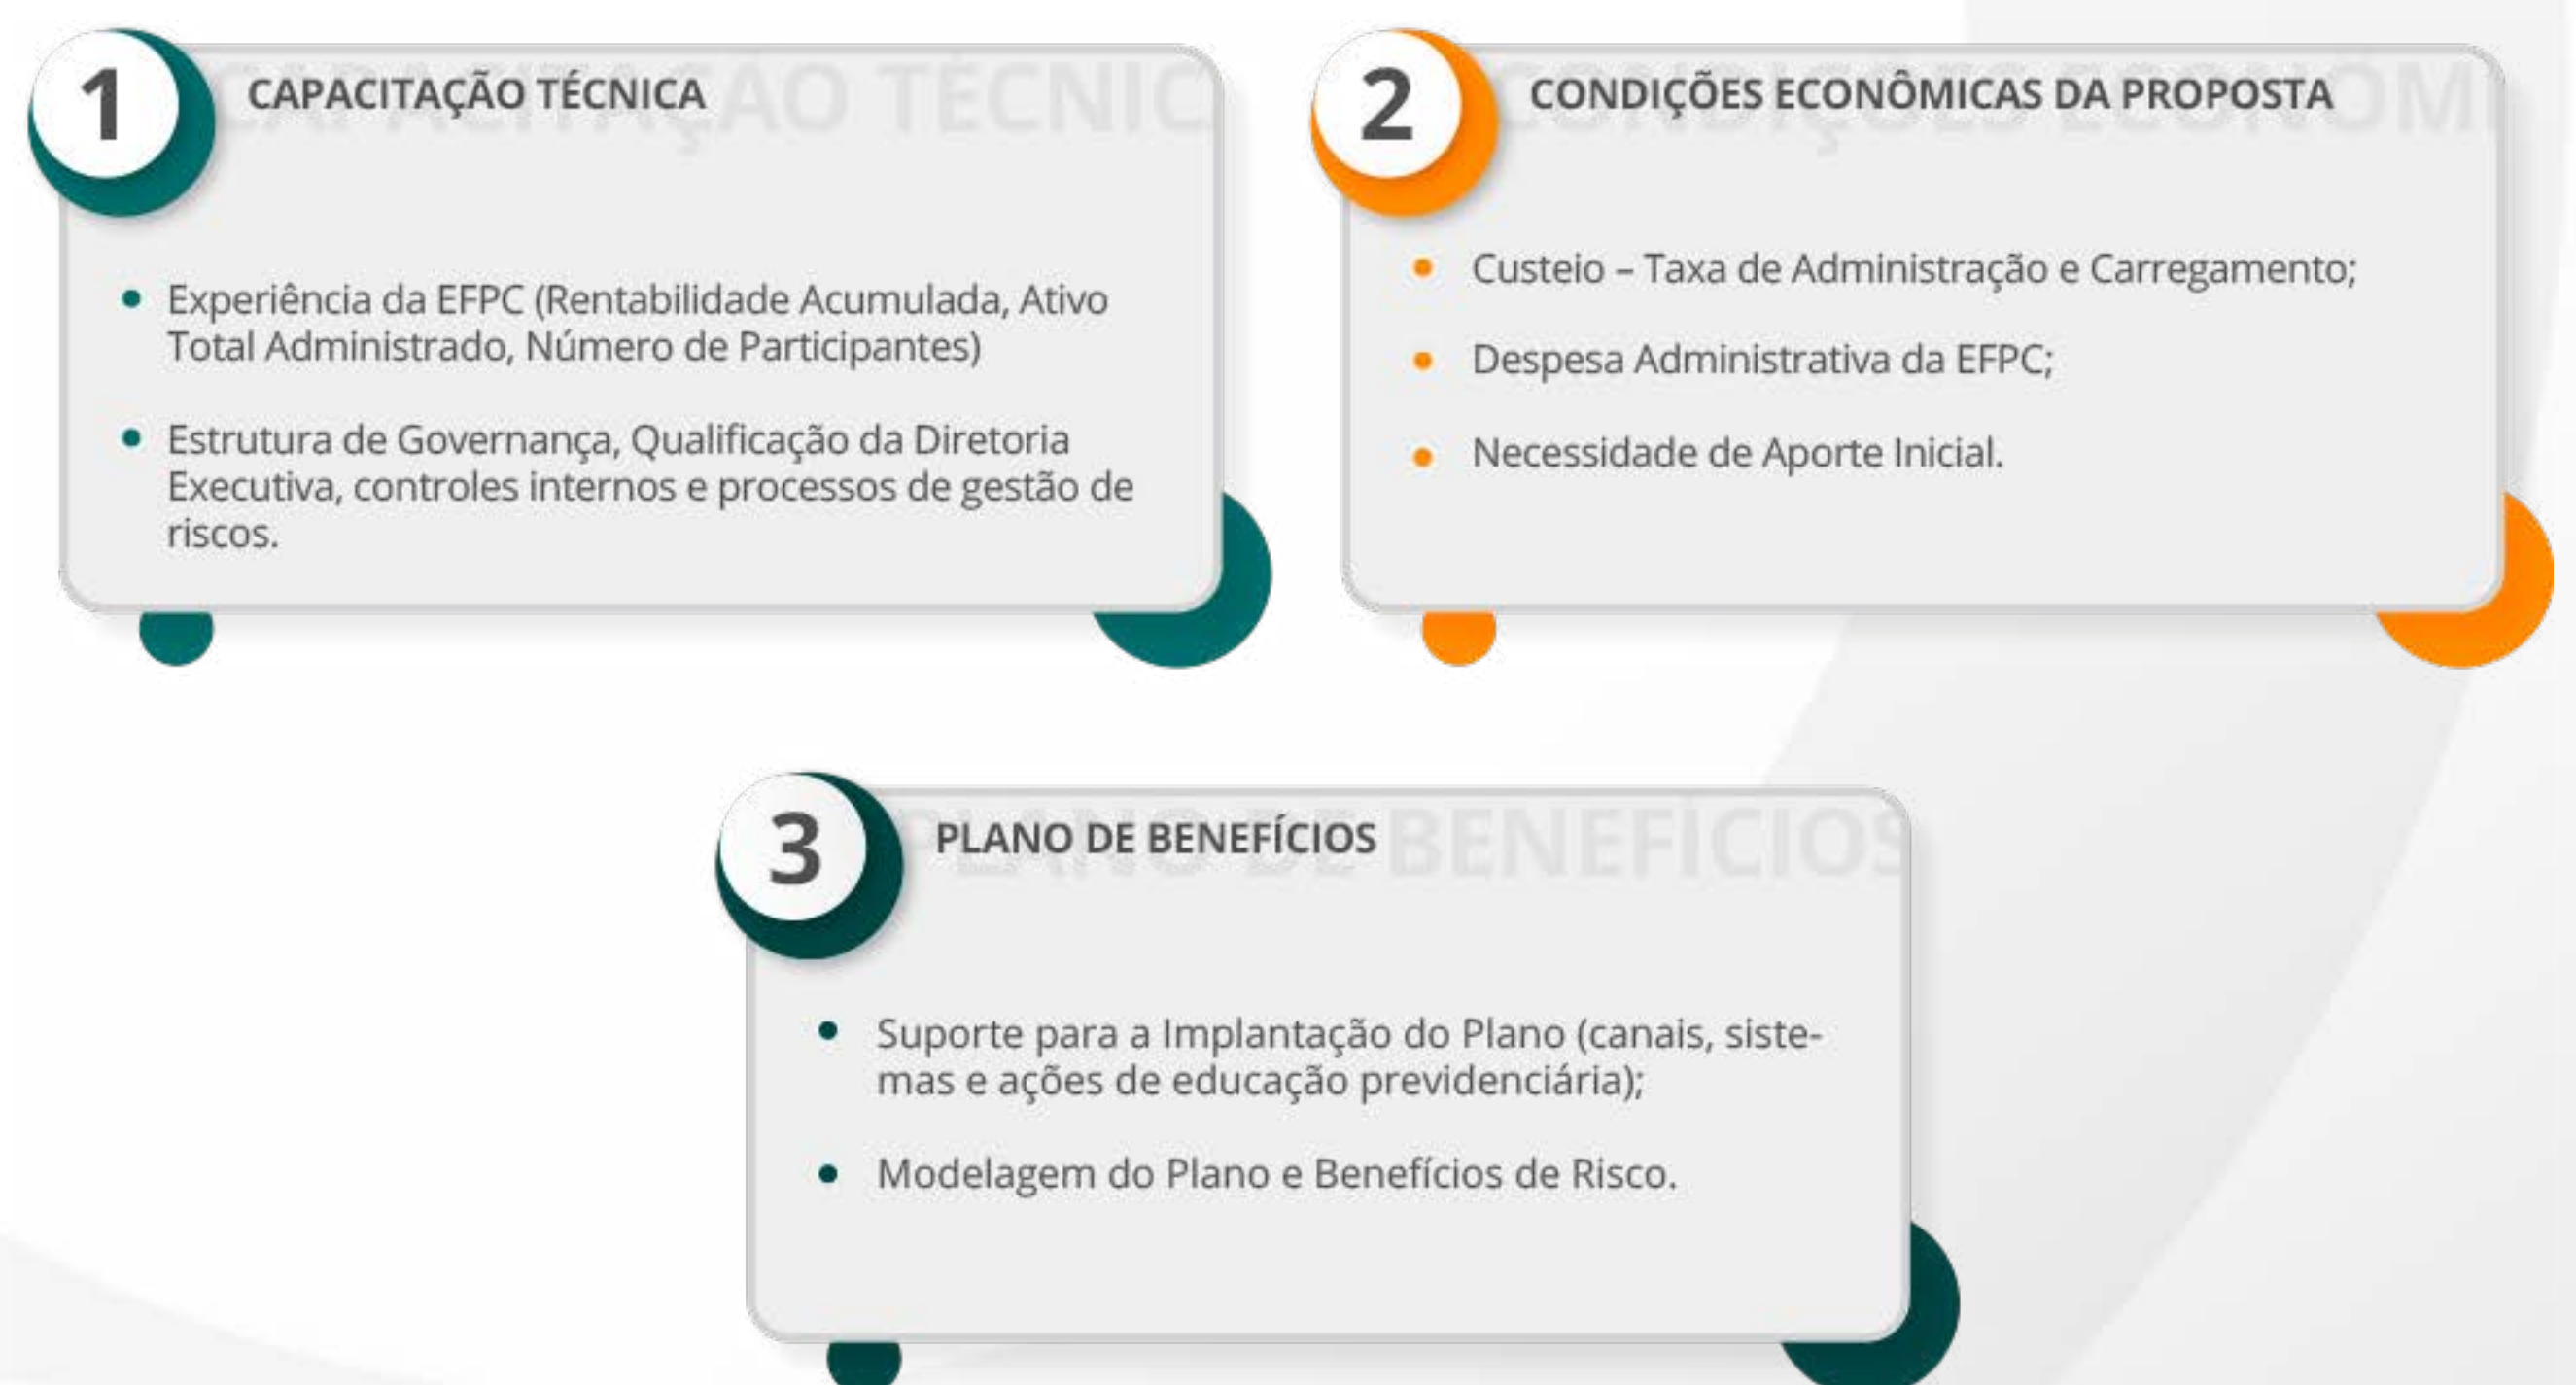 1
CAPACITAÇÃO TÉCNICA
• Experiência da EFPC (Rentabilidade Acumulada, Ativo
Total Administrado, Número de Participantes)
• Estrutura de Governança, Qualificação da Diretoria
Executiva, controles internos e processos de gestão de
riscos.
2
CONDIÇÕES ECONÔMICAS DA PROPOSTA
• Custeio – Taxa de Administração e Carregamento;
• Despesa Administrativa da EFPC;
• Necessidade de Aporte Inicial.
3
PLANO DE BENEFÍCIOS
• Suporte para a Implantação do Plano (canais, siste-
mas e ações de educação previdenciária);
• Modelagem do Plano e Benefícios de Risco.